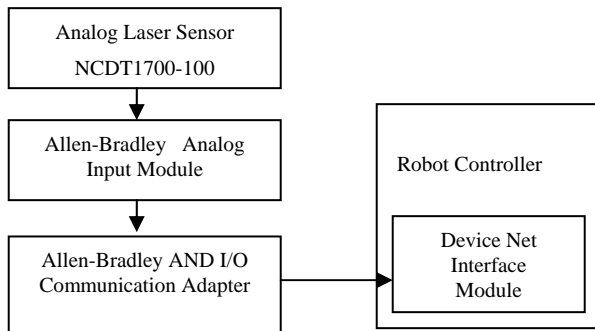 Analog Laser Sensor
NCDT1700-100
Allen-Bradley Analog
Input Module
Allen-Bradley AND I/O
Communication Adapter
Robot Controller
Device Net
Interface
Module